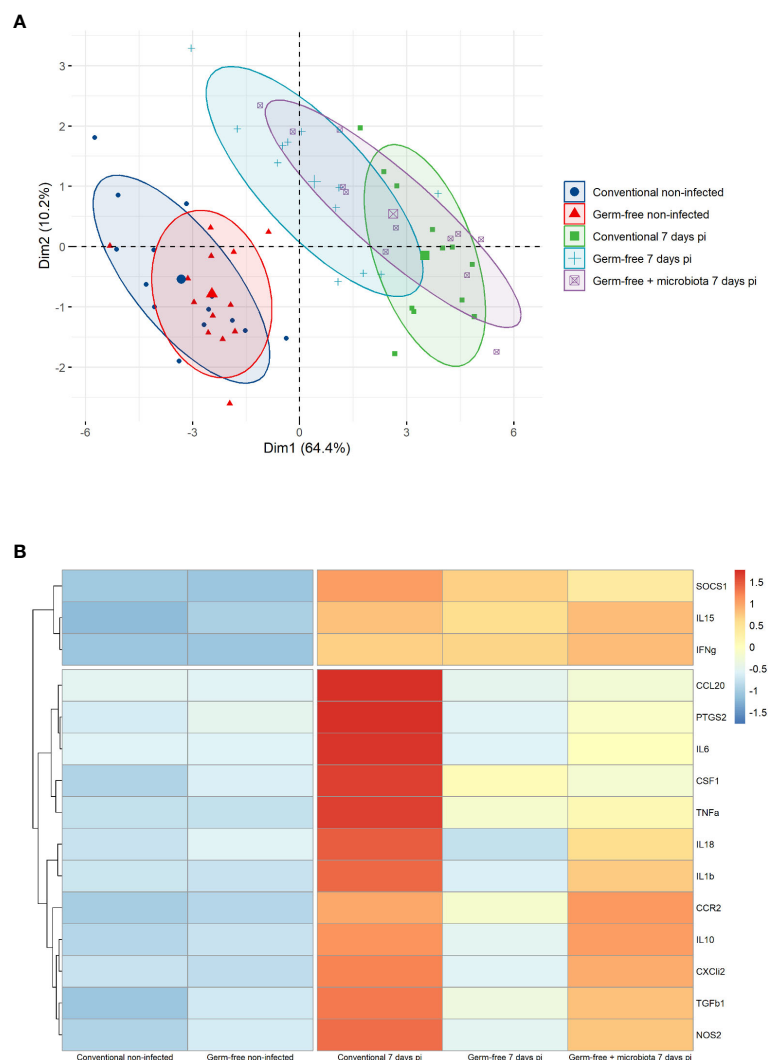 A
3
2
1
0
-1
-2
Dim2 (10.2%)
-6
-3
0
3
6
Dim1 (64.4%)
Conventional non-infected
Germ-free non-infected
Conventional 7 days pi
Germ-free 7 days pi
Germ-free + microbiota 7 days pi
B
SOCS1
IL15
IFNg
CCL20
PTGS2
IL6
CSF1
TNFa
IL18
IL1b
CCR2
IL10
CXCli2
TGFb1
NOS2
1
0.5
0
-0.5
-1
-1.5
Conventional non-infected
Germ-free non-infected
Conventional 7 days pi
Germ-free 7 days pi
Germ-free + microbiota 7 days pi